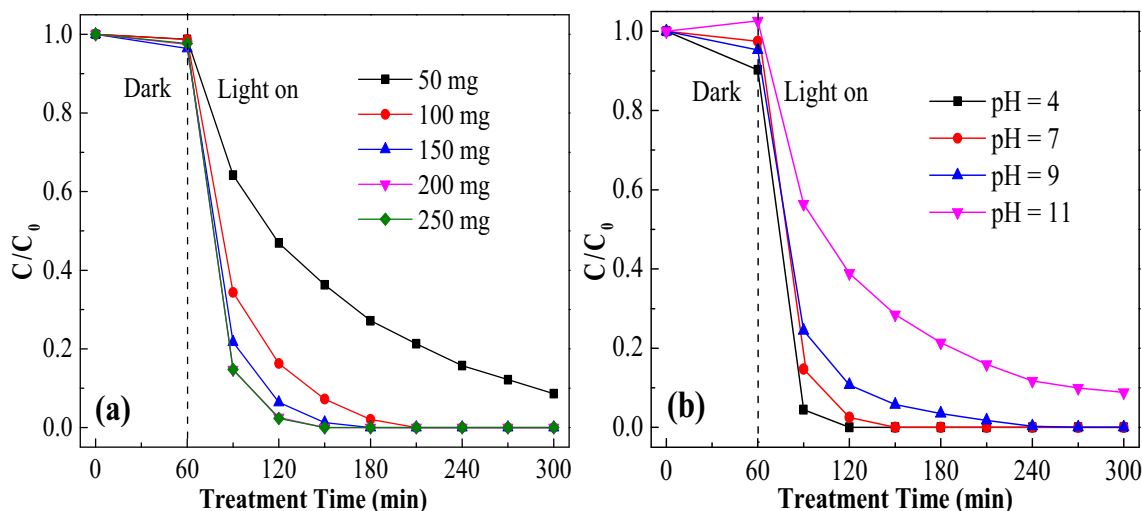 1.0
0.8
0.6
0.4
0.2
0.0
C/C₀
Dark
Light on
50 mg
100 mg
150 mg
200 mg
250 mg
(a)
0
60
120
180
240
300
Treatment Time (min)
1.0
0.8
0.6
0.4
0.2
0.0
C/C₀
Dark
Light on
pH = 4
pH = 7
pH = 9
pH = 11
(b)
0
60
120
180
240
300
Treatment Time (min)